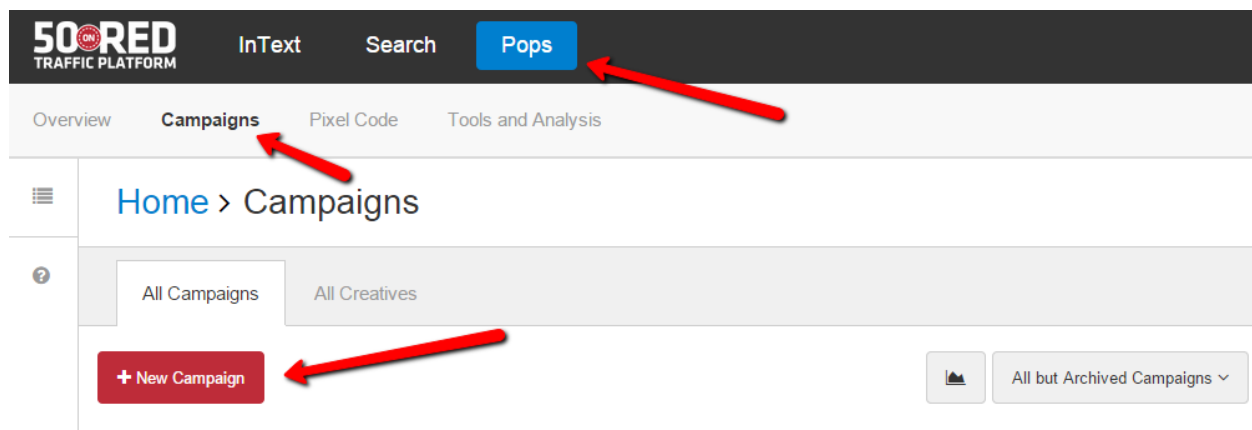 50 ON RED
TRAFFIC PLATFORM
InText Search Pops
Overview Campaigns Pixel Code Tools and Analysis
Home > Campaigns
All Campaigns All Creatives
+ New Campaign All but Archived Campaigns